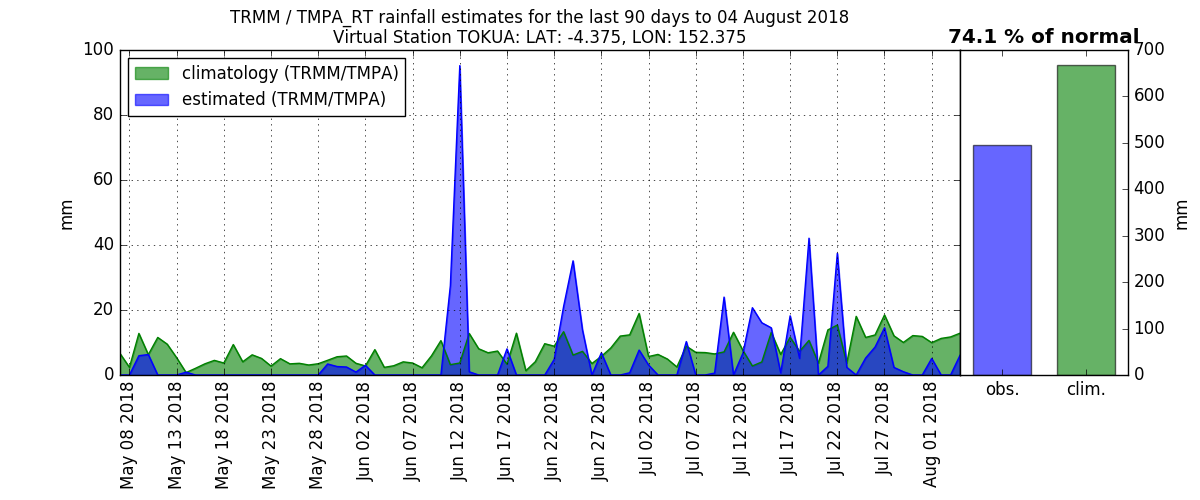 TRMM / TMPA_RT rainfall estimates for the last 90 days to 04 August 2018
Virtual Station TOKUA: LAT: -4.375, LON: 152.375
74.1 % of normal
climatology (TRMM/TMPA)
estimated (TRMM/TMPA)
100
80
60
40
20
0
mm
May 08 2018
May 13 2018
May 18 2018
May 23 2018
May 28 2018
Jun 02 2018
Jun 07 2018
Jun 12 2018
Jun 17 2018
Jun 22 2018
Jun 27 2018
Jul 02 2018
Jul 07 2018
Jul 12 2018
Jul 17 2018
Jul 22 2018
Jul 27 2018
Aug 01 2018
obs.
clim.
700
600
500
400
300
200
100
0
mm